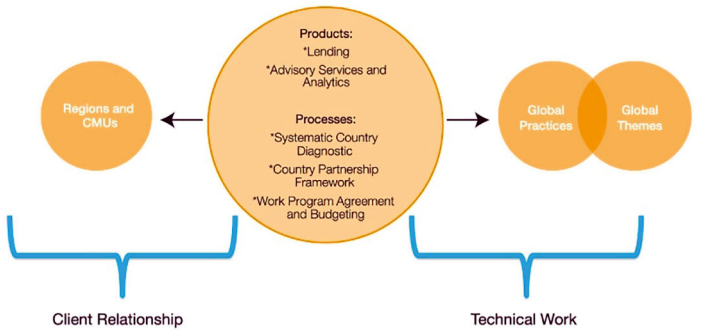 Products:
*Lending
*Advisory Services and
Analytics
Processes:
*Systematic Country
Diagnostic
*Country Partnership
Framework
*Work Program Agreement
and Budgeting
Regions and
CMUs
Global
Practices
Global
Themes
Client Relationship
Technical Work